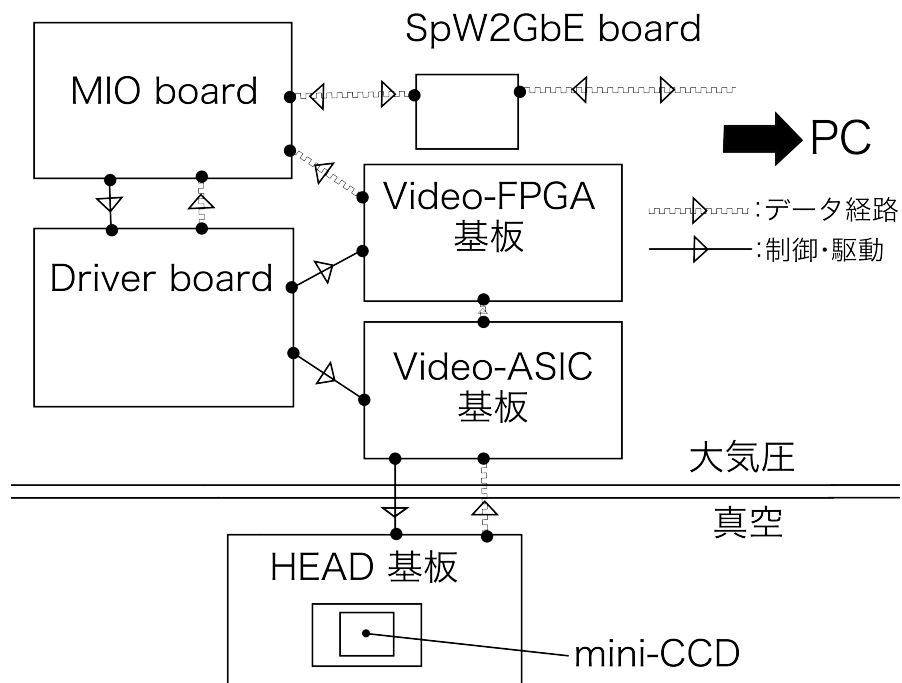 SpW2GbE board
MIO board
PC
Video-FPGA
基板
:データ経路
:制御・駆動
Driver board
Video-ASIC
基板
大気圧
真空
HEAD 基板
mini-CCD